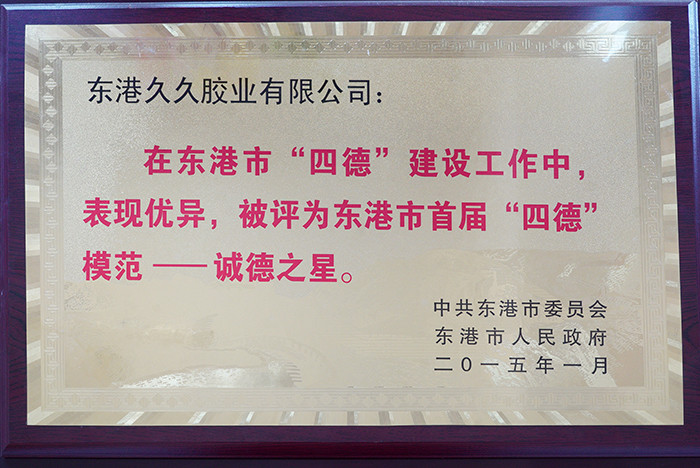 东港久久胶业有限公司：
在东港市“四德”建设工作中，
表现优异，被评为东港市首届“四德”
模范——诚德之星。
中共东港市委员会
东港市人民政府
二0一五年一月